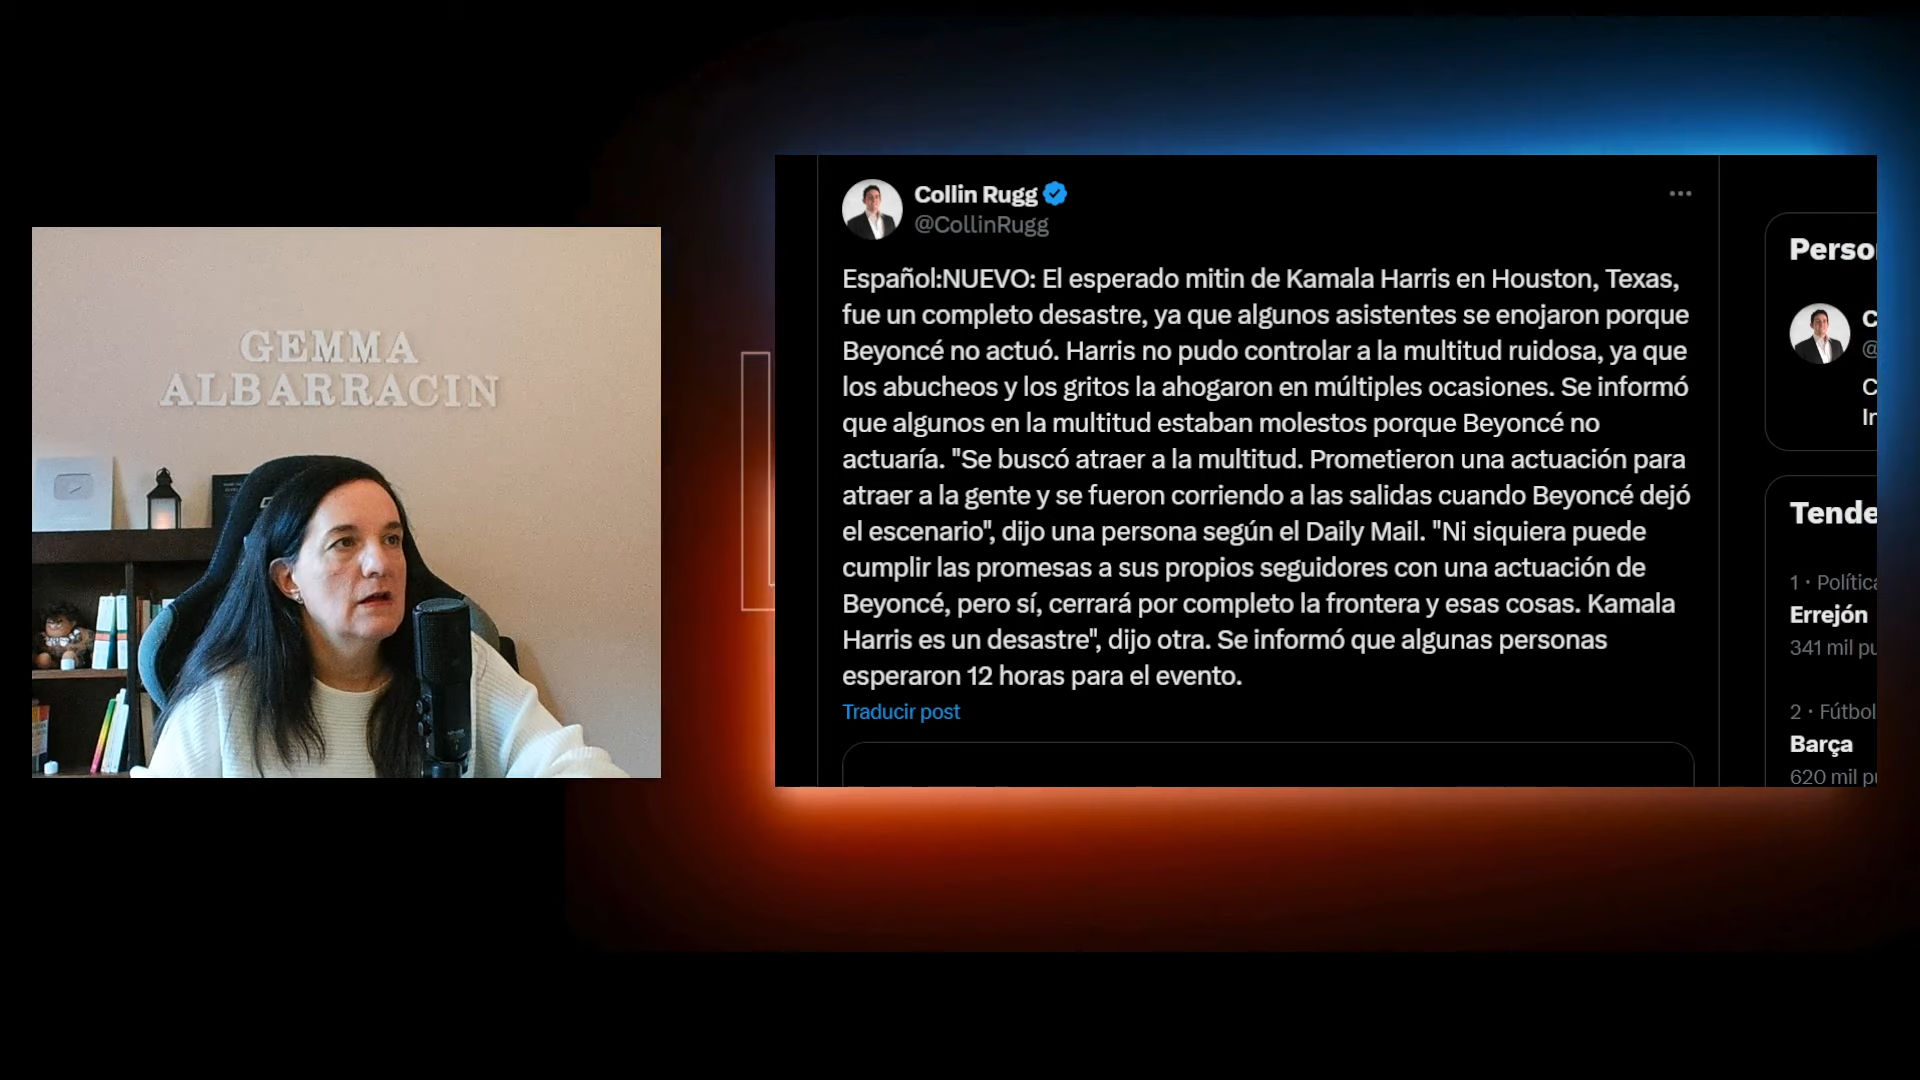 GEMMA
ALBARRACIN
Collin Rugg
@CollinRugg
Español:NUEVO: El esperado mitin de Kamala Harris en Houston, Texas,
fue un completo desastre, ya que algunos asistentes se enojaron porque
Beyoncé no actuó. Harris no pudo controlar a la multitud ruidosa, ya que
los abucheos y los gritos la ahogaron en múltiples ocasiones. Se informó
que algunos en la multitud estaban molestos porque Beyoncé no
actuaría. "Se buscó atraer a la multitud. Prometieron una actuación para
atraer a la gente y se fueron corriendo a las salidas cuando Beyoncé dejó
el escenario", dijo una persona según el Daily Mail. "Ni siquiera puede
cumplir las promesas a sus propios seguidores con una actuación de
Beyoncé, pero sí, cerrará por completo la frontera y esas cosas. Kamala
Harris es un desastre", dijo otra. Se informó que algunas personas
esperaron 12 horas para el evento.
Traducir post
Perso
C
@
C
In
Tende
1 · Política
Errejón
341 mil pu
2 · Fútbol
Barça
620 mil pu